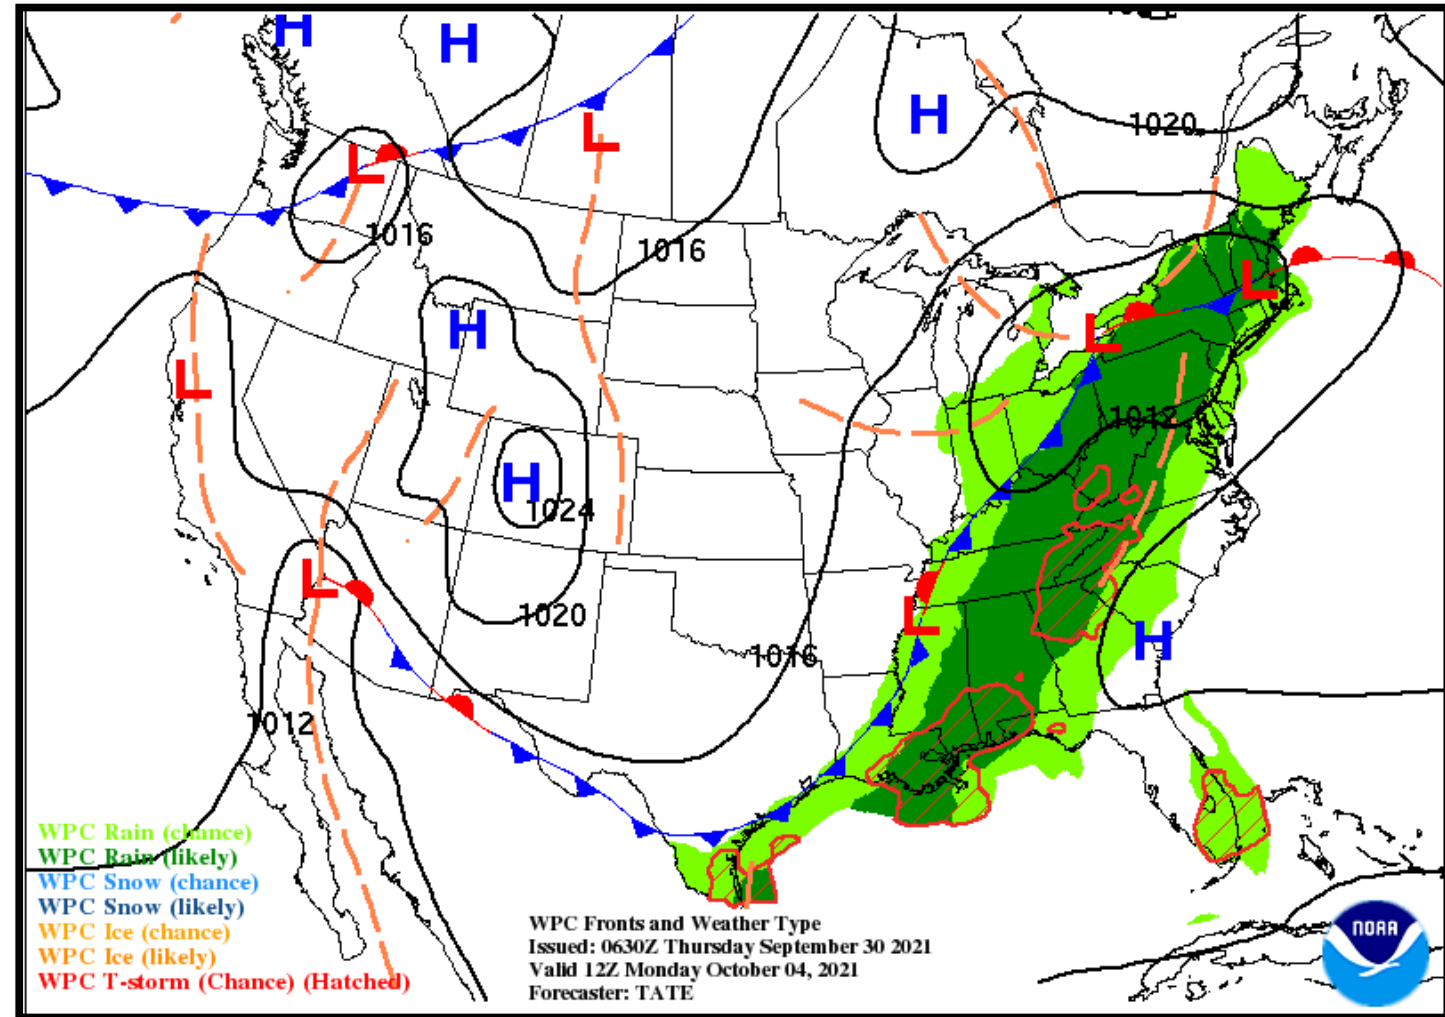 H
H
H
1020
L
L
1016
1016
L
H
L
L
1012
H
1024
L
1020
L
1016
H
1012
WPC Rain (chance)
WPC Rain (likely)
WPC Snow (chance)
WPC Snow (likely)
WPC Ice (chance)
WPC Ice (likely)
WPC T-storm (Chance) (Hatched)
WPC Fronts and Weather Type
Issued: 0630Z Thursday September 30 2021
Valid 12Z Monday October 04, 2021
Forecaster: TATE
NOAA
L